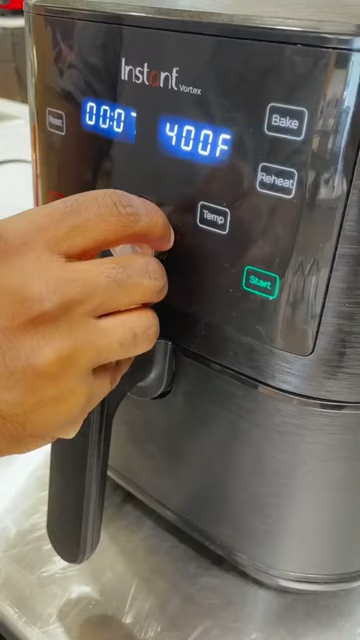 Instant
Vortex
Roast
00:07
400F
Bake
Reheat
Temp
Start